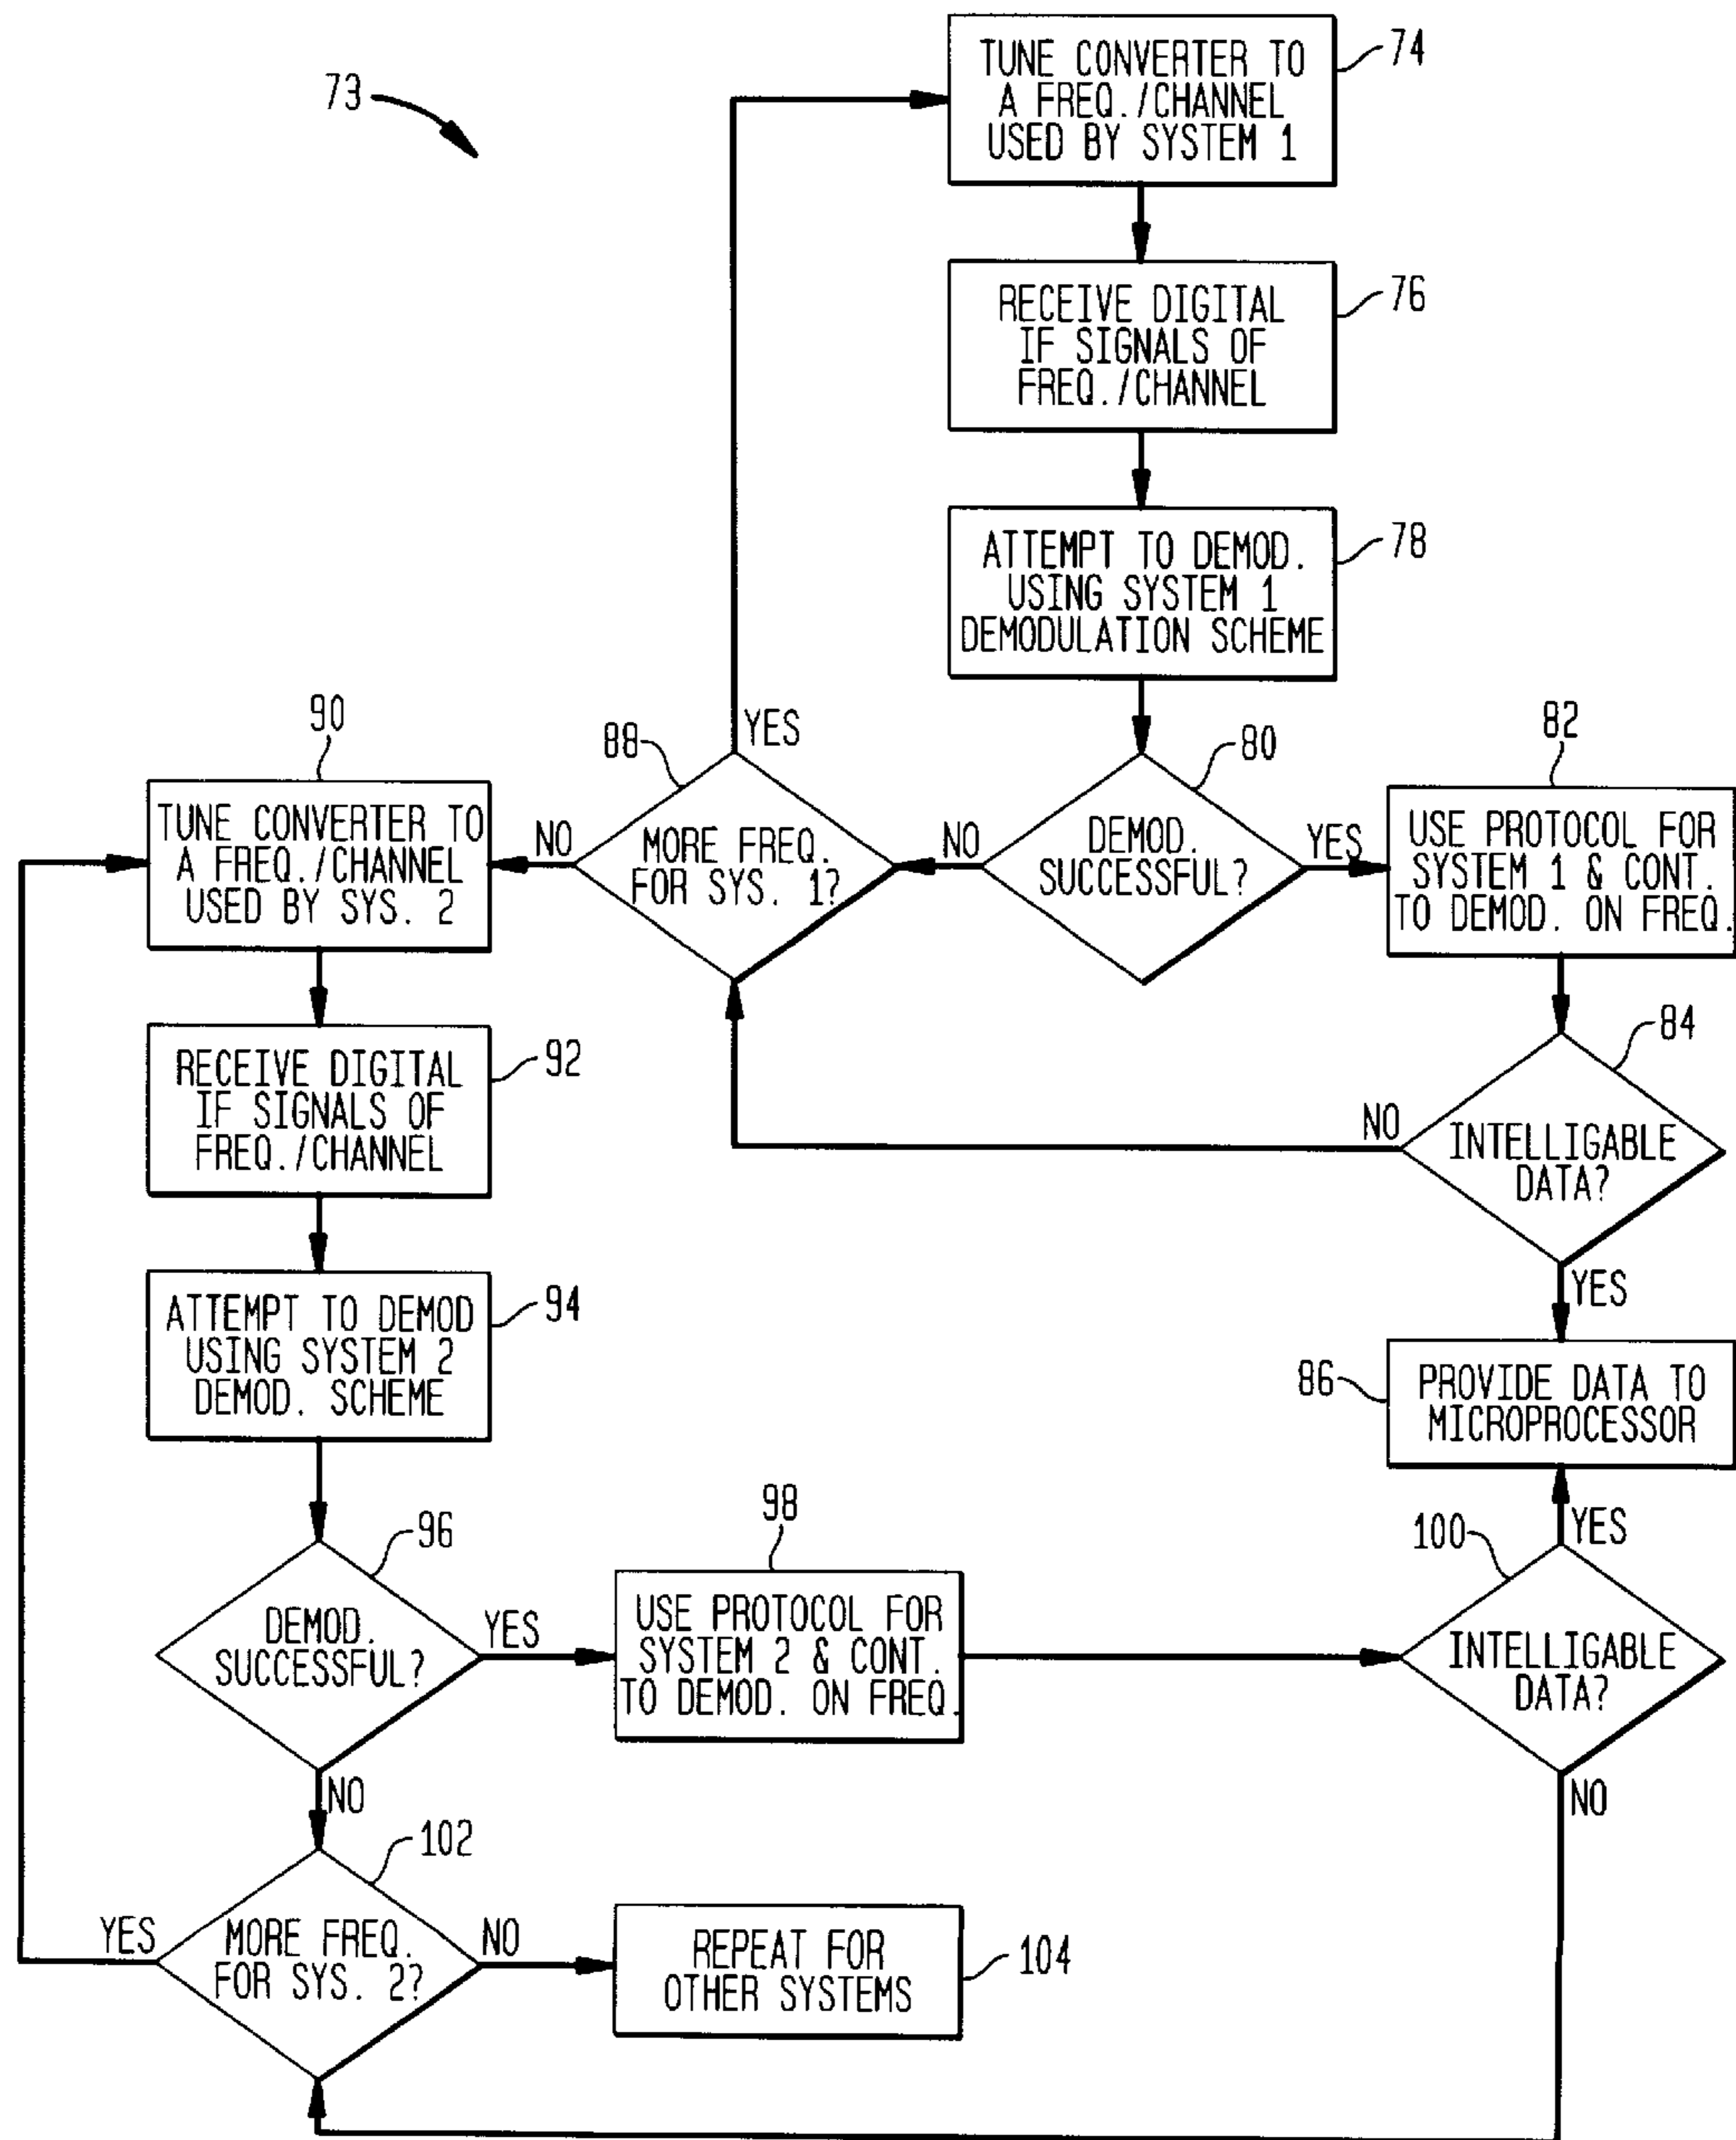 73
TUNE CONVERTER TO
A FREQ./CHANNEL
USED BY SYSTEM 1
74
RECEIVE DIGITAL
IF SIGNALS OF
FREQ./CHANNEL
76
ATTEMPT TO DEMOD.
USING SYSTEM 1
DEMODULATION SCHEME
78
DEMOD.
SUCCESSFUL?
80
YES
NO
82
USE PROTOCOL FOR
SYSTEM 1 & CONT.
TO DEMOD. ON FREQ.
84
INTELLIGABLE
DATA?
NO
YES
86
PROVIDE DATA TO
MICROPROCESSOR
88
MORE FREQ.
FOR SYS. 1?
YES
NO
90
TUNE CONVERTER TO
A FREQ./CHANNEL
USED BY SYS. 2
RECEIVE DIGITAL
IF SIGNALS OF
FREQ./CHANNEL
92
ATTEMPT TO DEMOD
USING SYSTEM 2
DEMOD. SCHEME
94
96
DEMOD.
SUCCESSFUL?
YES
NO
98
USE PROTOCOL FOR
SYSTEM 2 & CONT.
TO DEMOD. ON FREQ.
100
INTELLIGABLE
DATA?
YES
NO
102
MORE FREQ.
FOR SYS. 2?
YES
NO
REPEAT FOR
OTHER SYSTEMS
104